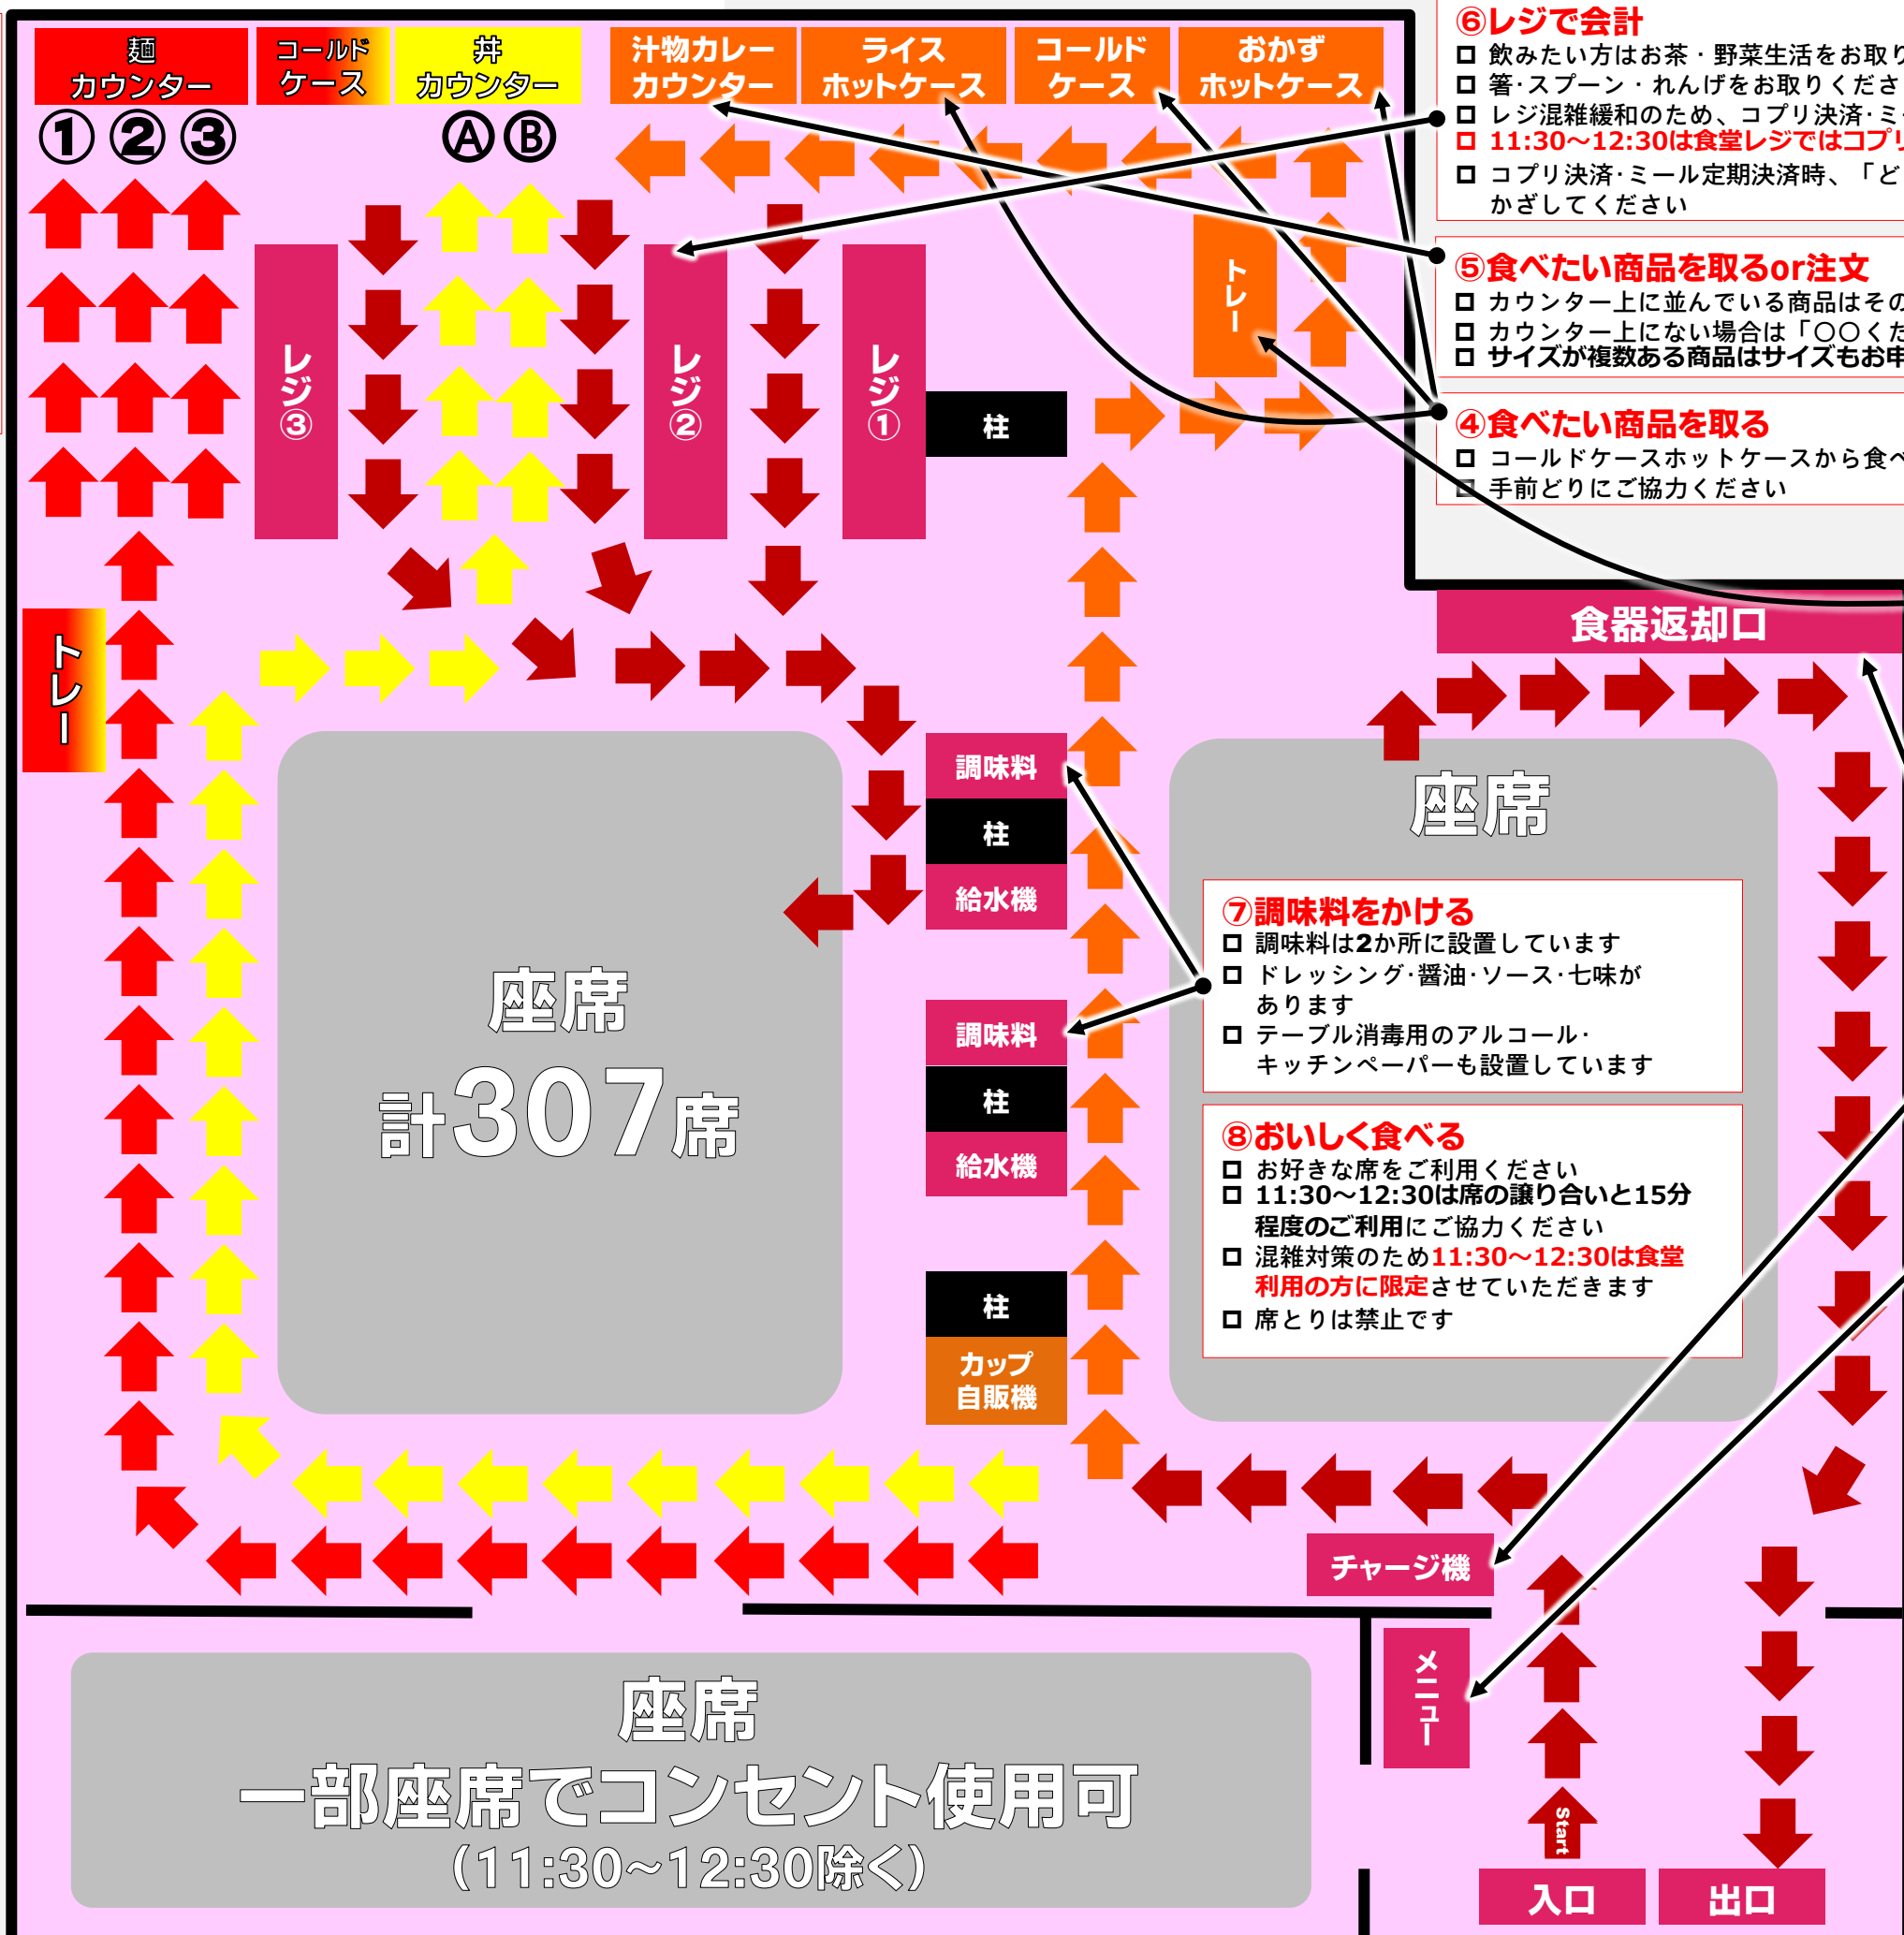 麺
カウンター
コールド
ケース
丼
カウンター
汁物カレー
カウンター
ライス
ホットケース
コールド
ケース
おかず
ホットケース
① ② ③
Ⓐ Ⓑ
⑥レジで会計
飲みたい方はお茶・野菜生活をお取り
箸・スプーン・れんげをお取りくださ
レジ混雑緩和のため、コプリ決済・ミ
11:30～12:30は食堂レジではコプリ
コプリ決済・ミール定期決済時、「ど
かざしてください
⑤食べたい商品を取るor注文
カウンター上に並んでいる商品はその
カウンター上にない場合は「〇〇くだ
サイズが複数ある商品はサイズもお申
④食べたい商品を取る
コールドケースホットケースから食べ
手前どりにご協力ください
トレー
レジ③
レジ②
レジ①
柱
食器返却口
トレー
調味料
柱
給水機
座席
⑦調味料をかける
調味料は2か所に設置しています
ドレッシング・醤油・ソース・七味が
あります
テーブル消毒用のアルコール・
キッチンペーパーも設置しています
座席
計307席
調味料
柱
給水機
⑧おいしく食べる
お好きな席をご利用ください
11:30～12:30は席の譲り合いと15分
程度のご利用にご協力ください
混雑対策のため11:30～12:30は食堂
利用の方に限定させていただきます
席とりは禁止です
柱
カップ
自販機
チャージ機
メニュー
座席
一部座席でコンセント使用可
（11:30～12:30除く）
Start
入口
出口